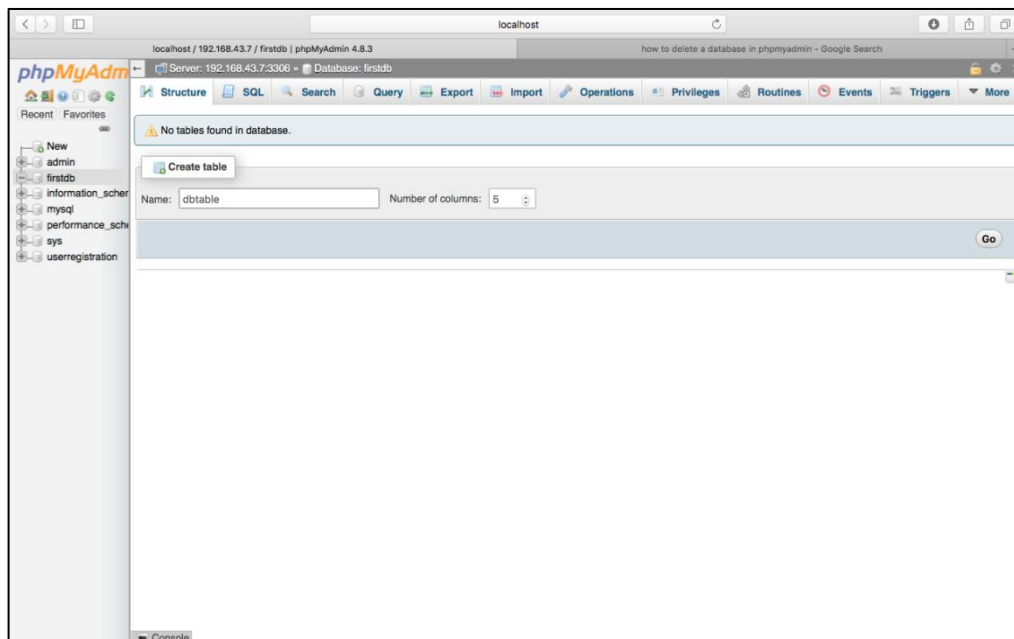 localhost
localhost / 192.168.43.7 / firstdb | phpMyAdmin 4.8.3
how to delete a database in phpmyadmin - Google Search
phpMyAdm
Server: 192.168.43.7:3306 » Database: firstdb
Structure SQL Search Query Export Import Operations Privileges Routines Events Triggers More
Recent Favorites
No tables found in database.
New
admin
firstdb
information_scher
mysql
performance_sche
sys
userregistration
Create table
Name: dbtable Number of columns: 5
Go
Console